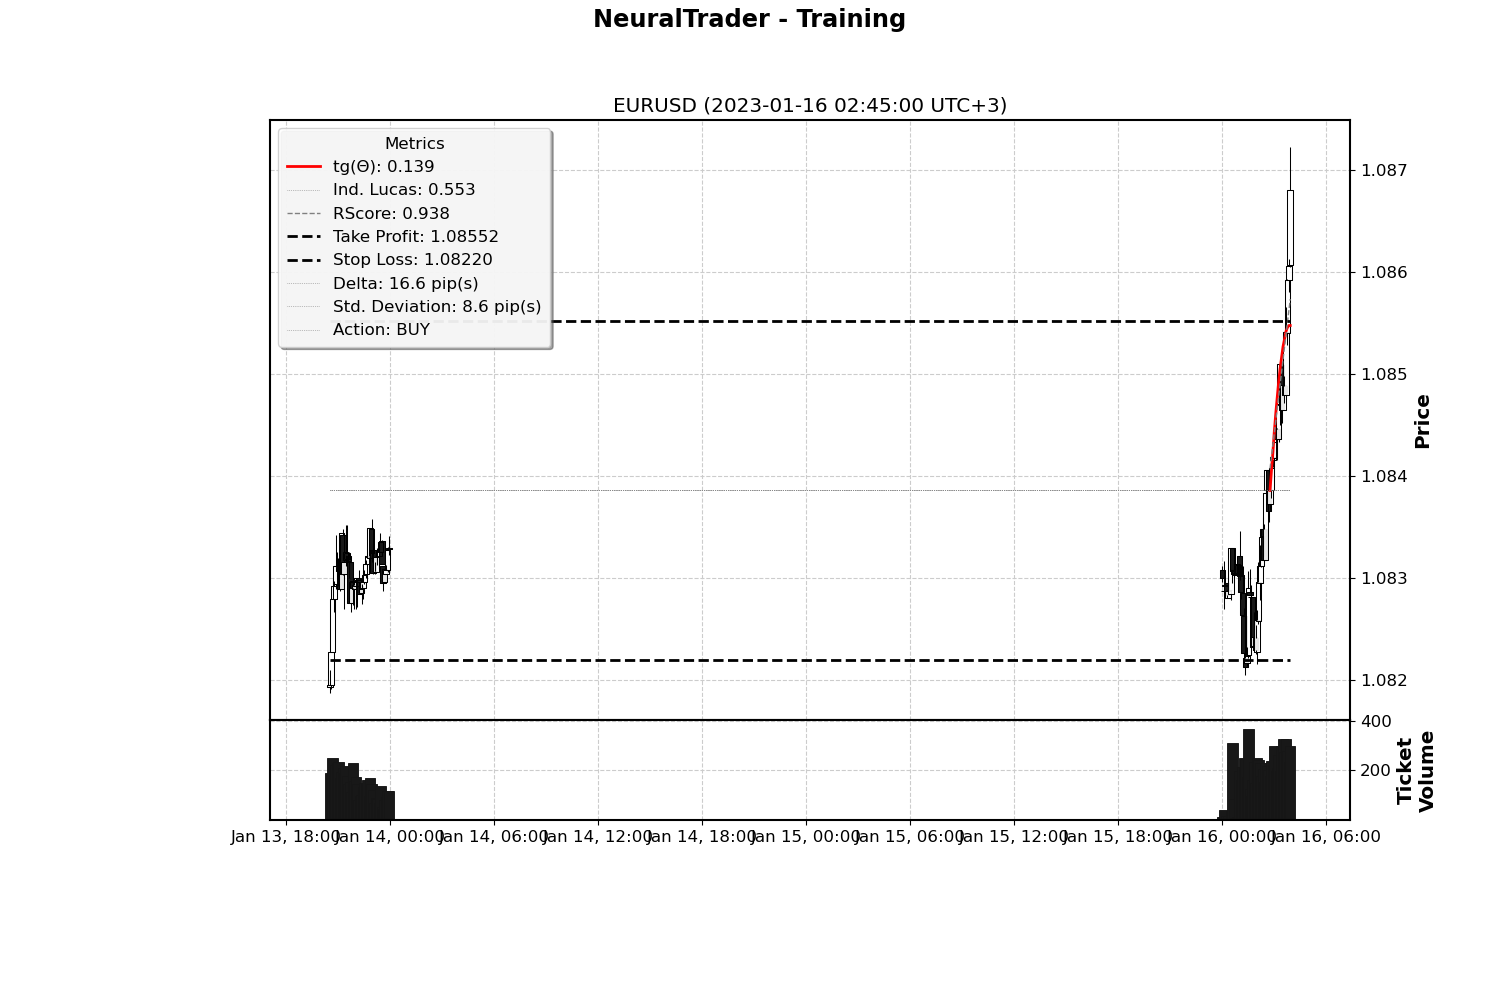 NeuralTrader - Training
EURUSD (2023-01-16 02:45:00 UTC+3)
Metrics
tg(Θ): 0.139
Ind. Lucas: 0.553
RScore: 0.938
Take Profit: 1.08552
Stop Loss: 1.08220
Delta: 16.6 pip(s)
Std. Deviation: 8.6 pip(s)
Action: BUY
1.087
1.086
1.085
1.084
1.083
1.082
Price
400
200
Ticket
Volume
Jan 13, 18:00
Jan 14, 00:00
Jan 14, 06:00
Jan 14, 12:00
Jan 14, 18:00
Jan 15, 00:00
Jan 15, 06:00
Jan 15, 12:00
Jan 15, 18:00
Jan 16, 00:00
Jan 16, 06:00